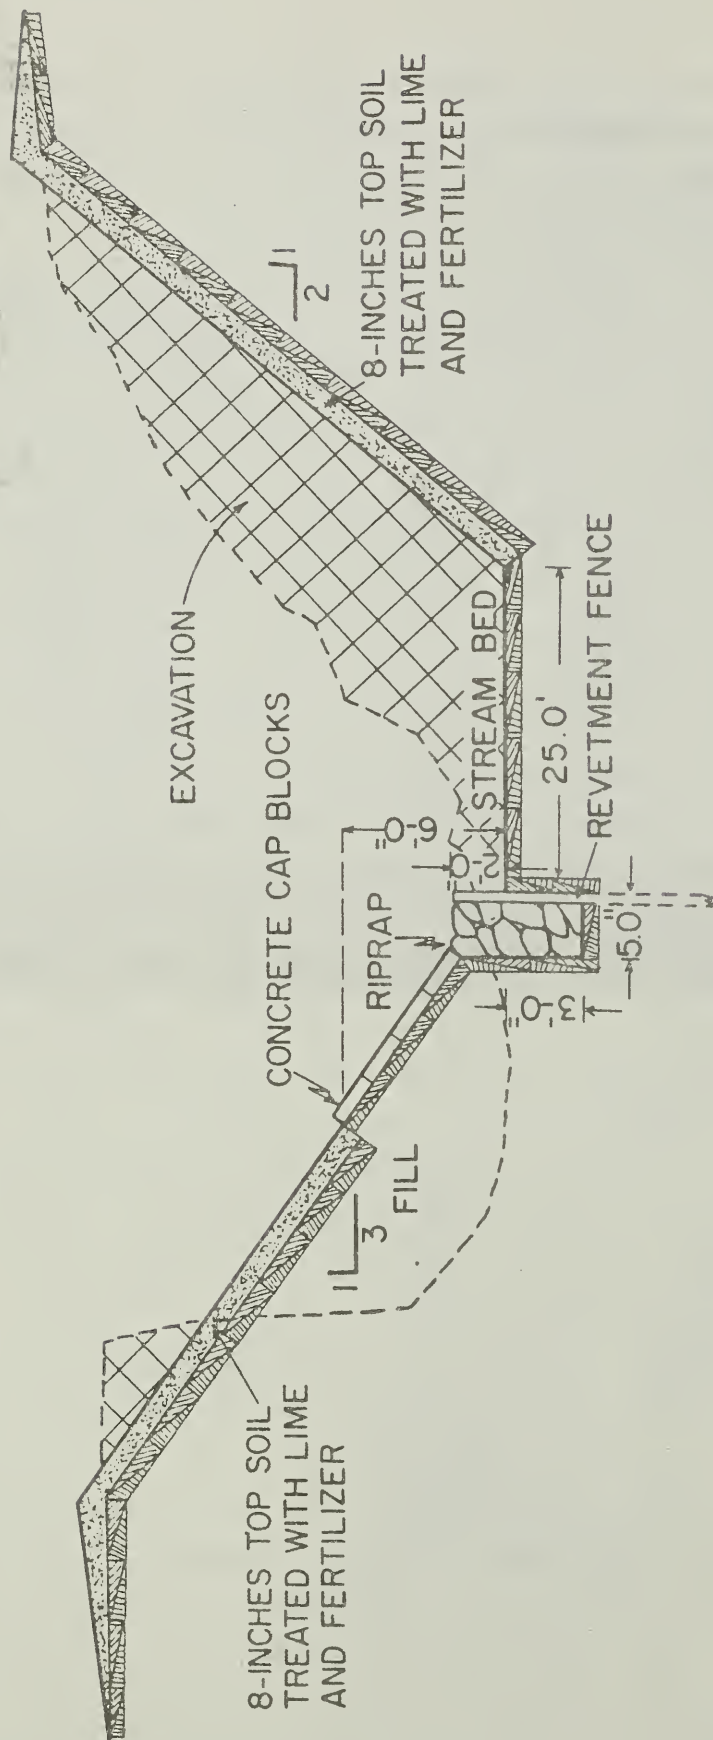 8-INCHES TOP SOIL
TREATED WITH LIME
AND FERTILIZER
1
3
FILL
CONCRETE CAP BLOCKS
RIPRAP
6'-0"
2'-0"
3'-0"
5.0'
EXCAVATION
STREAM BED
25.0'
REVETMENT FENCE
1
2
8-INCHES TOP SOIL
TREATED WITH LIME
AND FERTILIZER